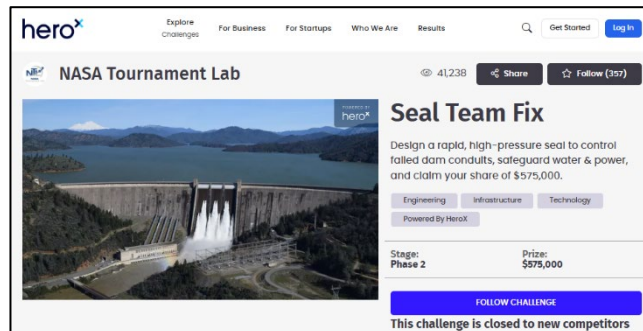 herox
Explore
Challenges
For Business
For Startups
Who We Are
Results
Get Started
Log In
NASA Tournament Lab
41,238
Share
Follow (357)
POWERED BY
herox
Seal Team Fix
Design a rapid, high-pressure seal to control
failed dam conduits, safeguard water & power,
and claim your share of $575,000.
Engineering
Infrastructure
Technology
Powered By HeroX
Stage:
Phase 2
Prize:
$575,000
FOLLOW CHALLENGE
This challenge is closed to new competitors